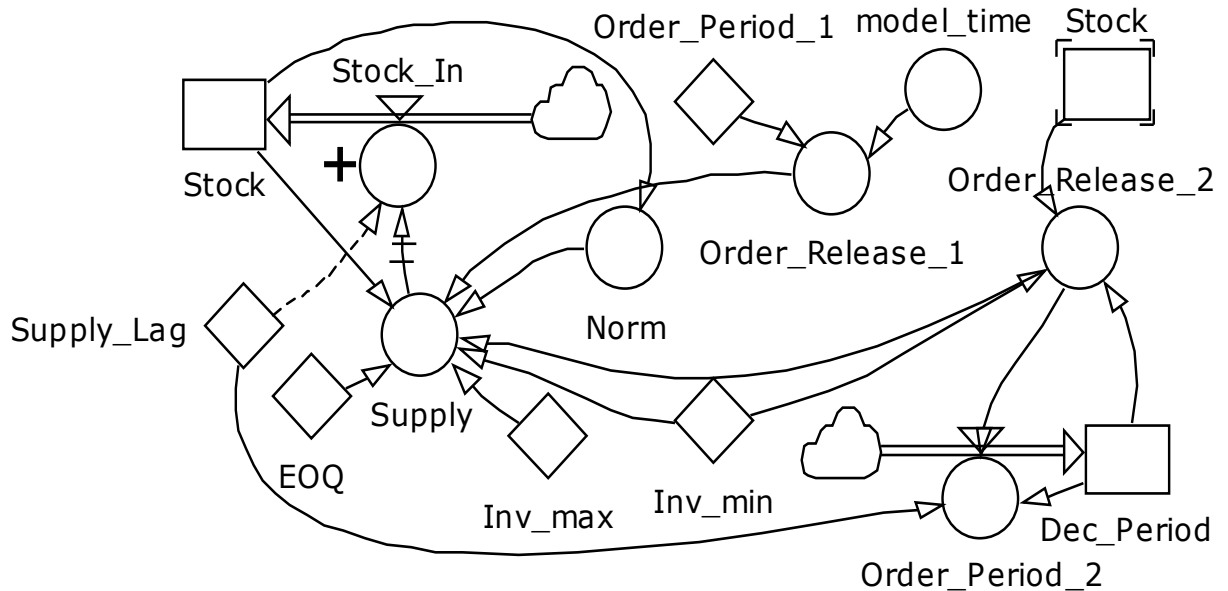 Order_Period_1
model_time
Stock
Stock_In
+
Stock
Order_Release_2
Order_Release_1
Supply_Lag
Norm
Supply
EOQ
Inv_max
Inv_min
Dec_Period
Order_Period_2